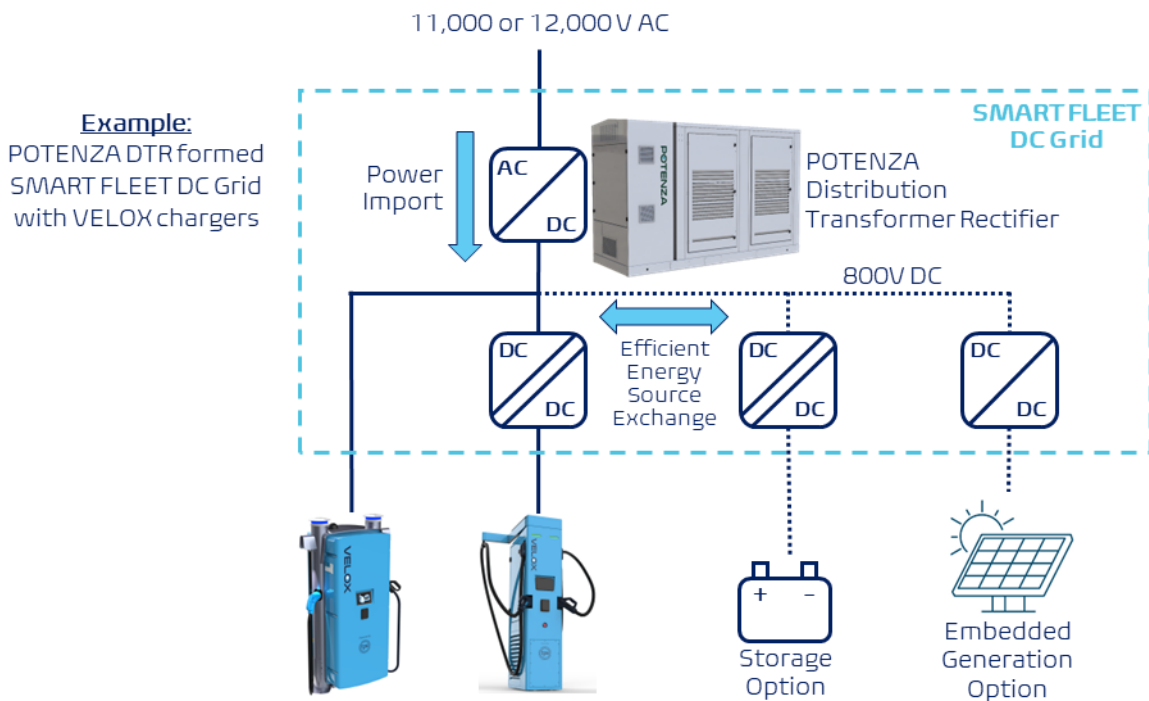 11,000 or 12,000 V AC
Example:
POTENZA DTR formed
SMART FLEET DC Grid
with VELOX chargers
SMART FLEET
DC Grid
Power
Import
AC
DC
POTENZA
POTENZA
Distribution
Transformer Rectifier
800V DC
DC
DC
Efficient
Energy
Source
Exchange
DC
DC
DC
DC
VELOX
VELOX
+ -
Storage
Option
Embedded
Generation
Option